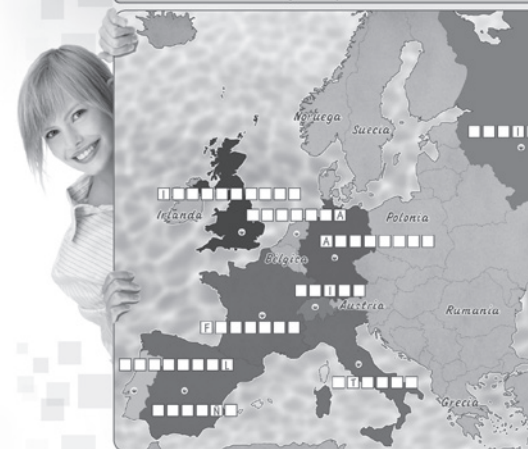 Noruega
Suecia
I
I
Irlanda
A
Polonia
A
Bélgica
I
Austria
F
Rumania
L
T
N
Grecia